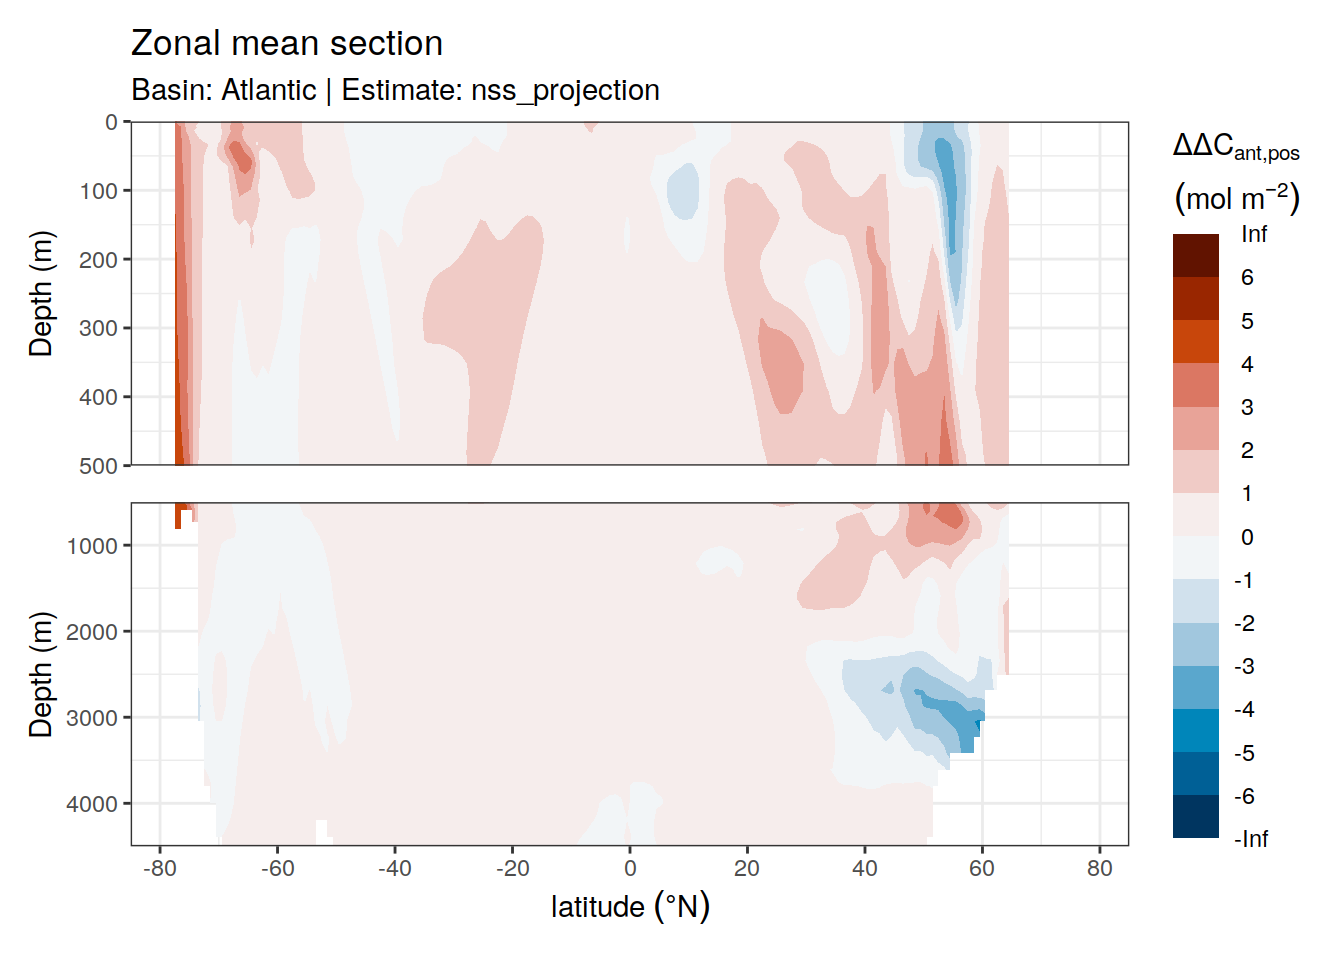 Zonal mean section
Basin: Atlantic | Estimate: nss_projection
0
100
200
300
400
500
Depth (m)
1000
2000
3000
4000
Depth (m)
-80 -60 -40 -20 0 20 40 60 80
latitude (°N)
ΔΔC_ant,pos
(mol m⁻²)
Inf
6
5
4
3
2
1
0
-1
-2
-3
-4
-5
-6
-Inf